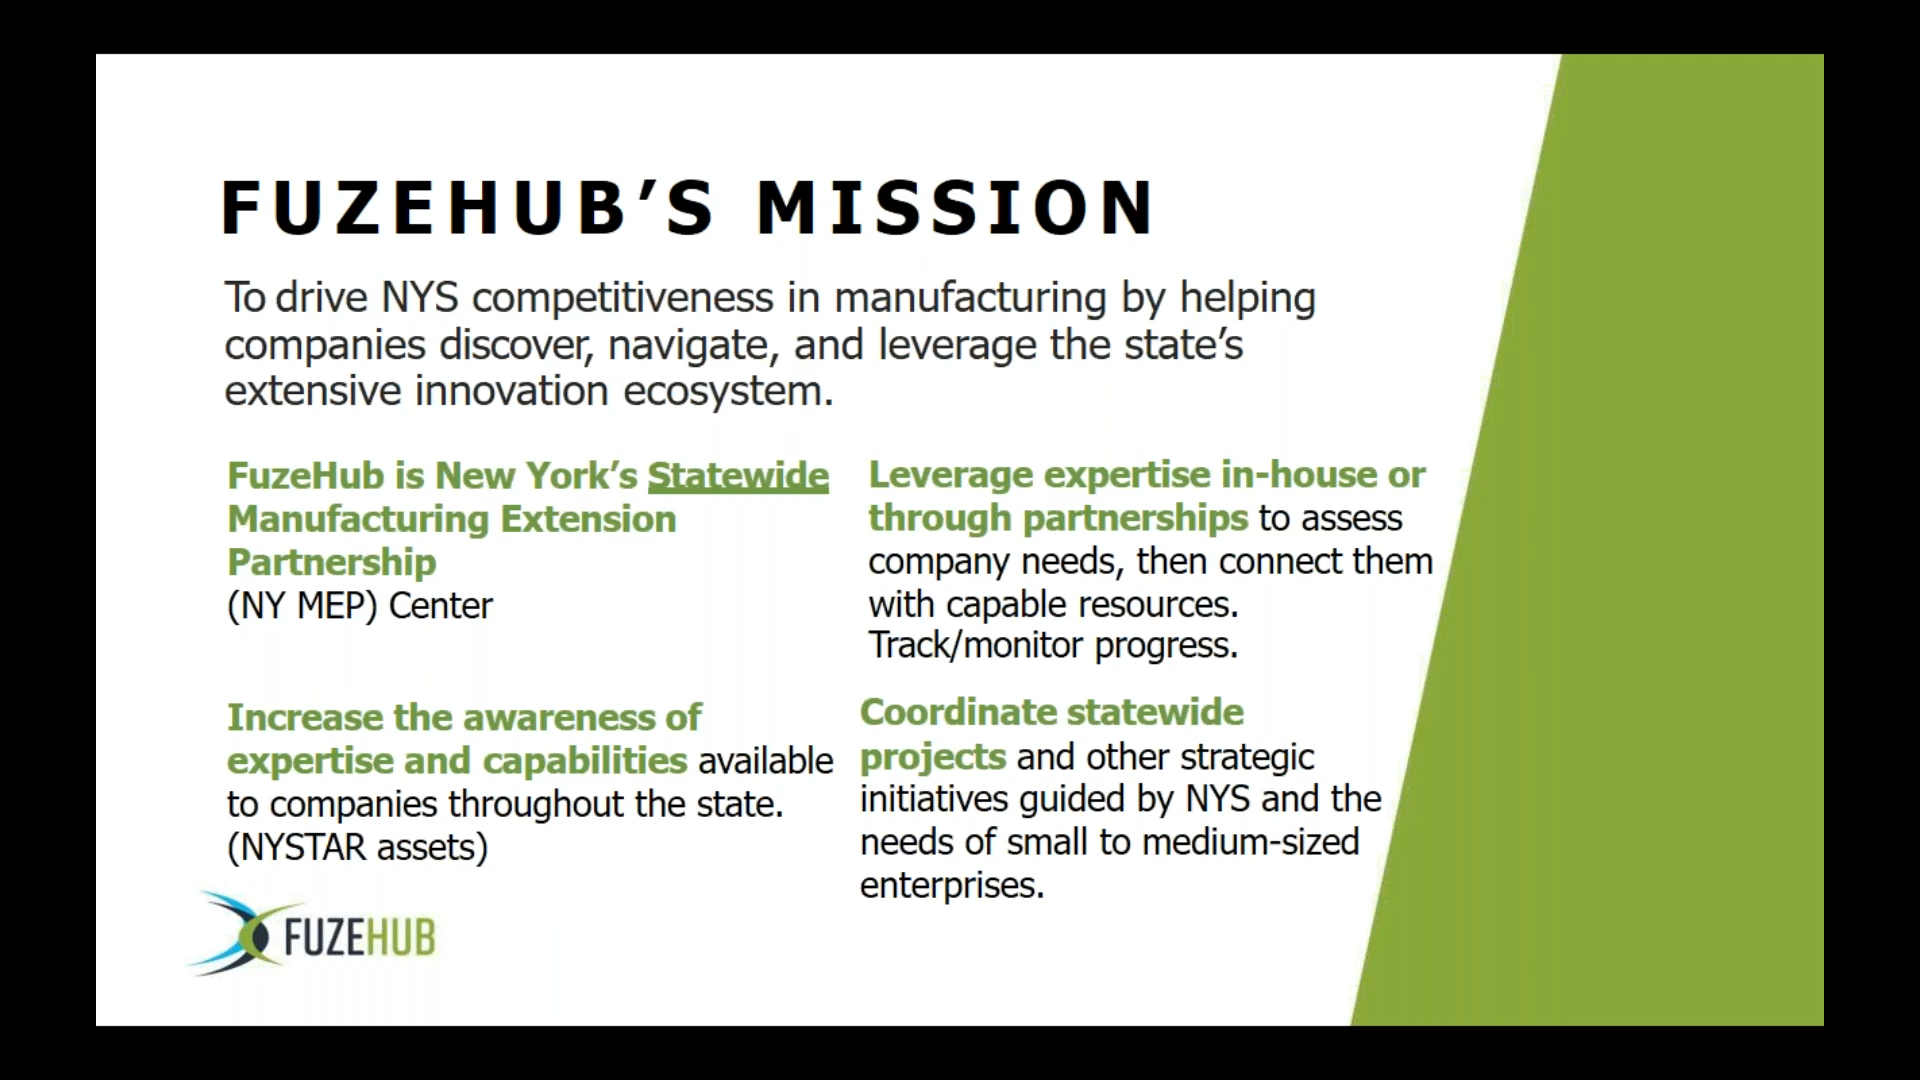 FUZEHUB’S MISSION
To drive NYS competitiveness in manufacturing by helping
companies discover, navigate, and leverage the state’s
extensive innovation ecosystem.
FuzeHub is New York’s Statewide
Manufacturing Extension
Partnership
(NY MEP) Center
Leverage expertise in-house or
through partnerships to assess
company needs, then connect them
with capable resources.
Track/monitor progress.
Increase the awareness of
expertise and capabilities available
to companies throughout the state.
(NYSTAR assets)
Coordinate statewide
projects and other strategic
initiatives guided by NYS and the
needs of small to medium-sized
enterprises.
FUZEHUB